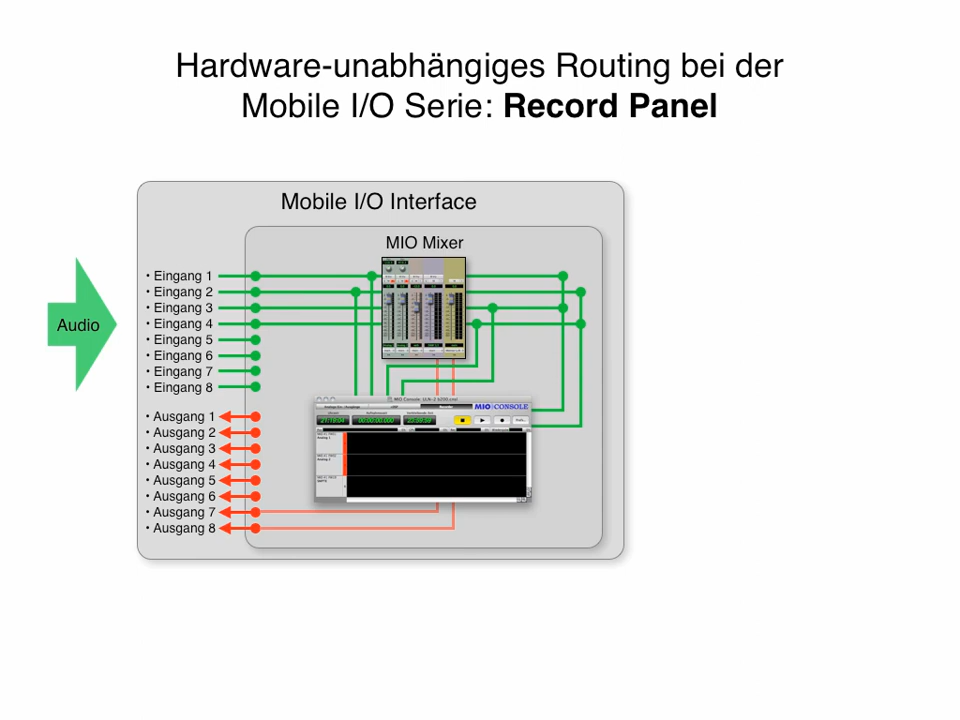 Hardware-unabhängiges Routing bei der
Mobile I/O Serie: Record Panel
Mobile I/O Interface
MIO Mixer
Audio
• Eingang 1
• Eingang 2
• Eingang 3
• Eingang 4
• Eingang 5
• Eingang 6
• Eingang 7
• Eingang 8
MIO CONSOLE
• Ausgang 1
• Ausgang 2
• Ausgang 3
• Ausgang 4
• Ausgang 5
• Ausgang 6
• Ausgang 7
• Ausgang 8